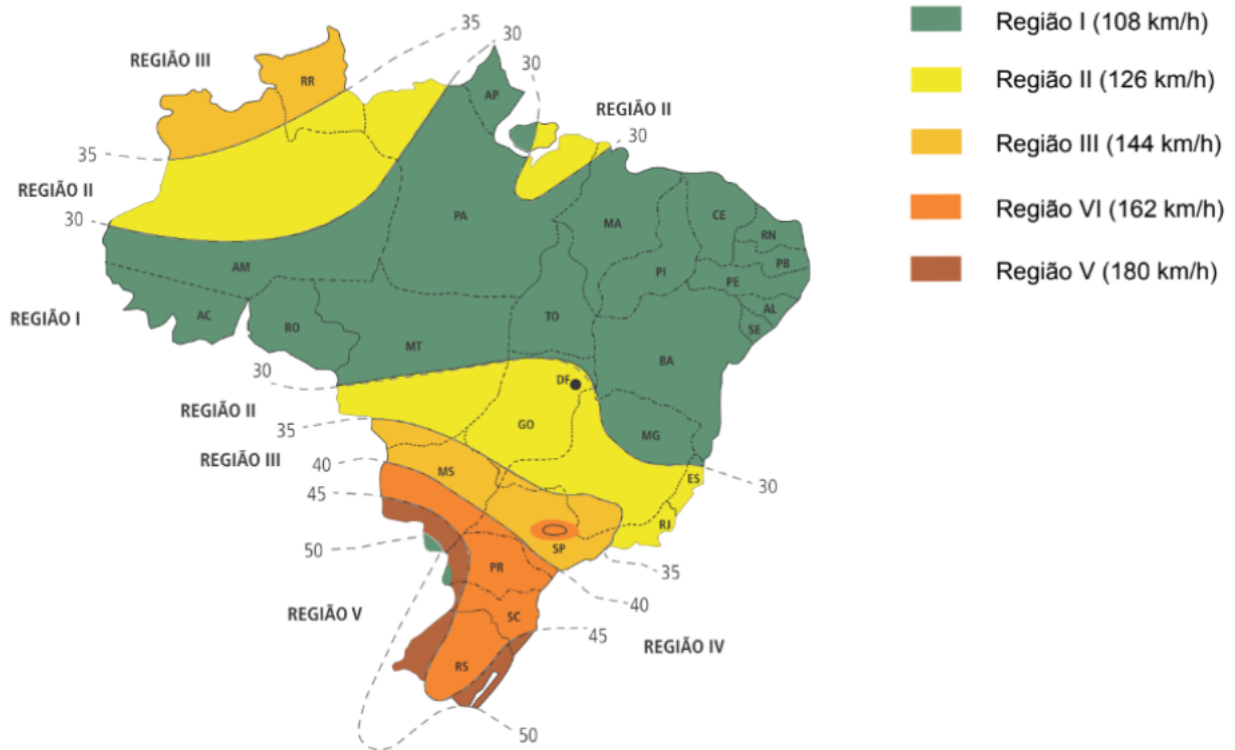 35
Região I (108 km/h)
30
REGIÃO III
30
RR
Região II (126 km/h)
AP
REGIÃO II
30
Região III (144 km/h)
35
REGIÃO II
30
PA
MA
CE
Região VI (162 km/h)
RN
PB
AM
PI
PE
Região V (180 km/h)
AL
REGIÃO I
AC
RO
TO
SE
MT
BA
30
DF
REGIÃO II
35
GO
MG
REGIÃO III
40
MS
ES
30
45
RJ
50
SP
PR
35
REGIÃO V
40
SC
45
REGIÃO IV
RS
50